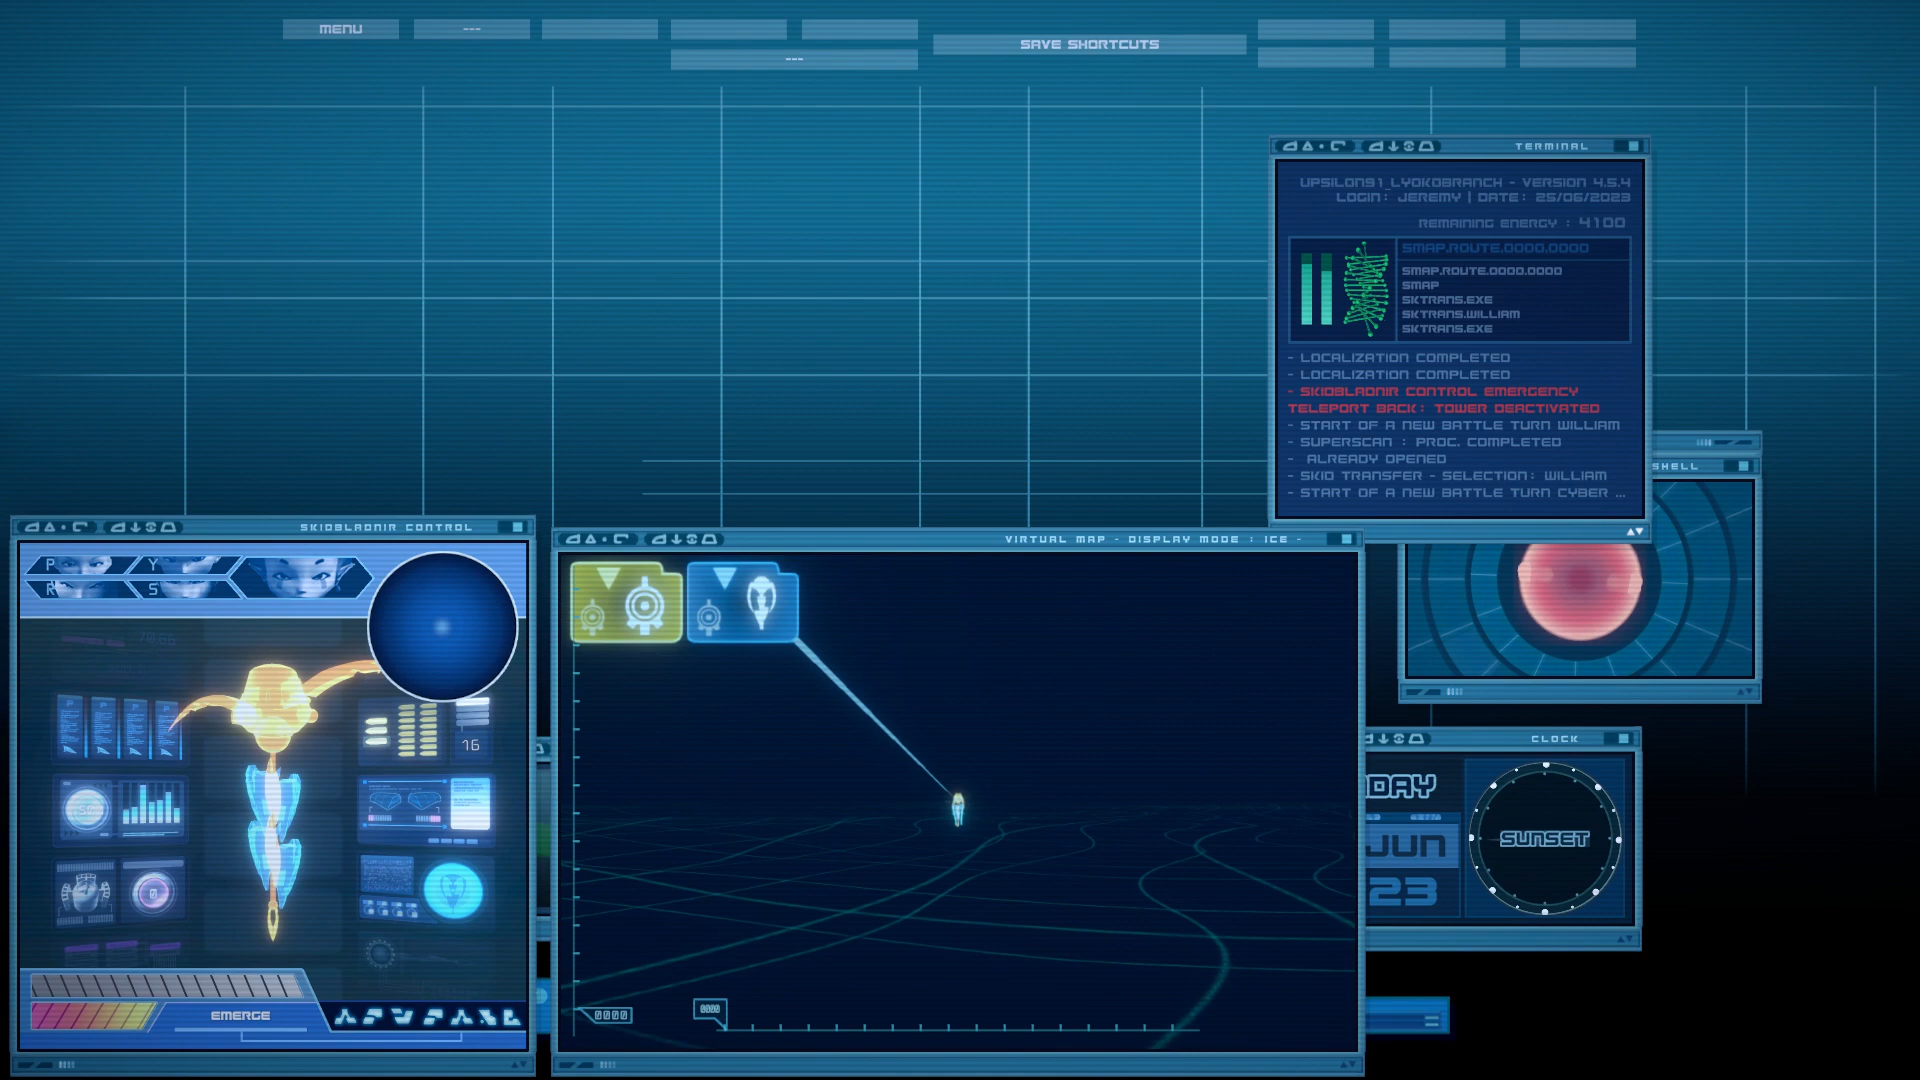 MENU
---
---
SAVE SHORTCUTS
TERMINAL
UPSILON91_LYOKOBRANCH - VERSION 4.5.4
LOGIN: JEREMY | DATE: 25/06/2023
REMAINING ENERGY : 4100
SMAP.ROUTE.0000.0000
SMAP.ROUTE.0000.0000
SMAP
SKTRANS.EXE
SKTRANS.WILLIAM
SKTRANS.EXE
- LOCALIZATION COMPLETED
- LOCALIZATION COMPLETED
- SKIDBLADNIR CONTROL EMERGENCY
TELEPORT BACK: TOWER DEACTIVATED
- START OF A NEW BATTLE TURN WILLIAM
- SUPERSCAN : PROC. COMPLETED
- ALREADY OPENED
- SKID TRANSFER - SELECTION: WILLIAM
- START OF A NEW BATTLE TURN CYBER ...
SHELL
SKIDBLADNIR CONTROL
P
Y
R
S
16
EMERGE
VIRTUAL MAP - DISPLAY MODE : ICE -
0000
0000
CLOCK
DAY
JUN
23
SUNSET